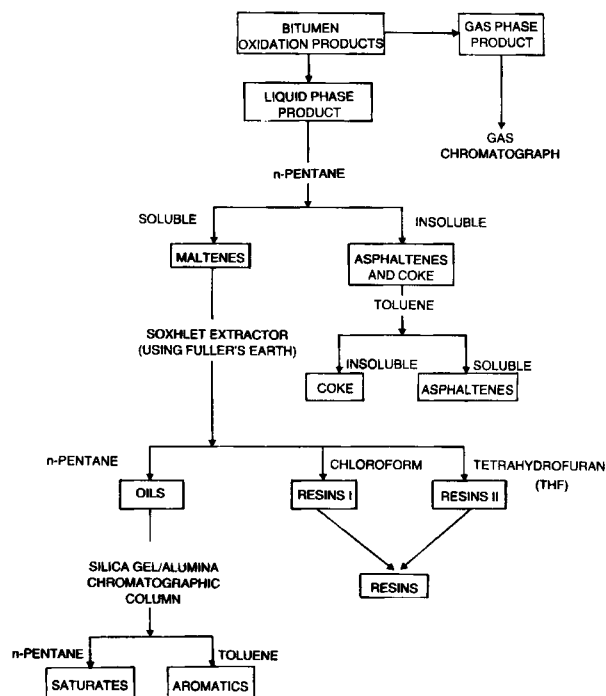 BITUMEN
OXIDATION PRODUCTS
GAS PHASE
PRODUCT
LIQUID PHASE
PRODUCT
GAS
CHROMATOGRAPH
n-PENTANE
SOLUBLE
INSOLUBLE
MALTENES
ASPHALTENES
AND COKE
TOLUENE
SOXHLET EXTRACTOR
(USING FULLER'S EARTH)
INSOLUBLE
SOLUBLE
COKE
ASPHALTENES
n-PENTANE
CHLOROFORM
TETRAHYDROFURAN
(THF)
OILS
RESINS I
RESINS II
SILICA GEL/ALUMINA
CHROMATOGRAPHIC
COLUMN
RESINS
n-PENTANE
TOLUENE
SATURATES
AROMATICS